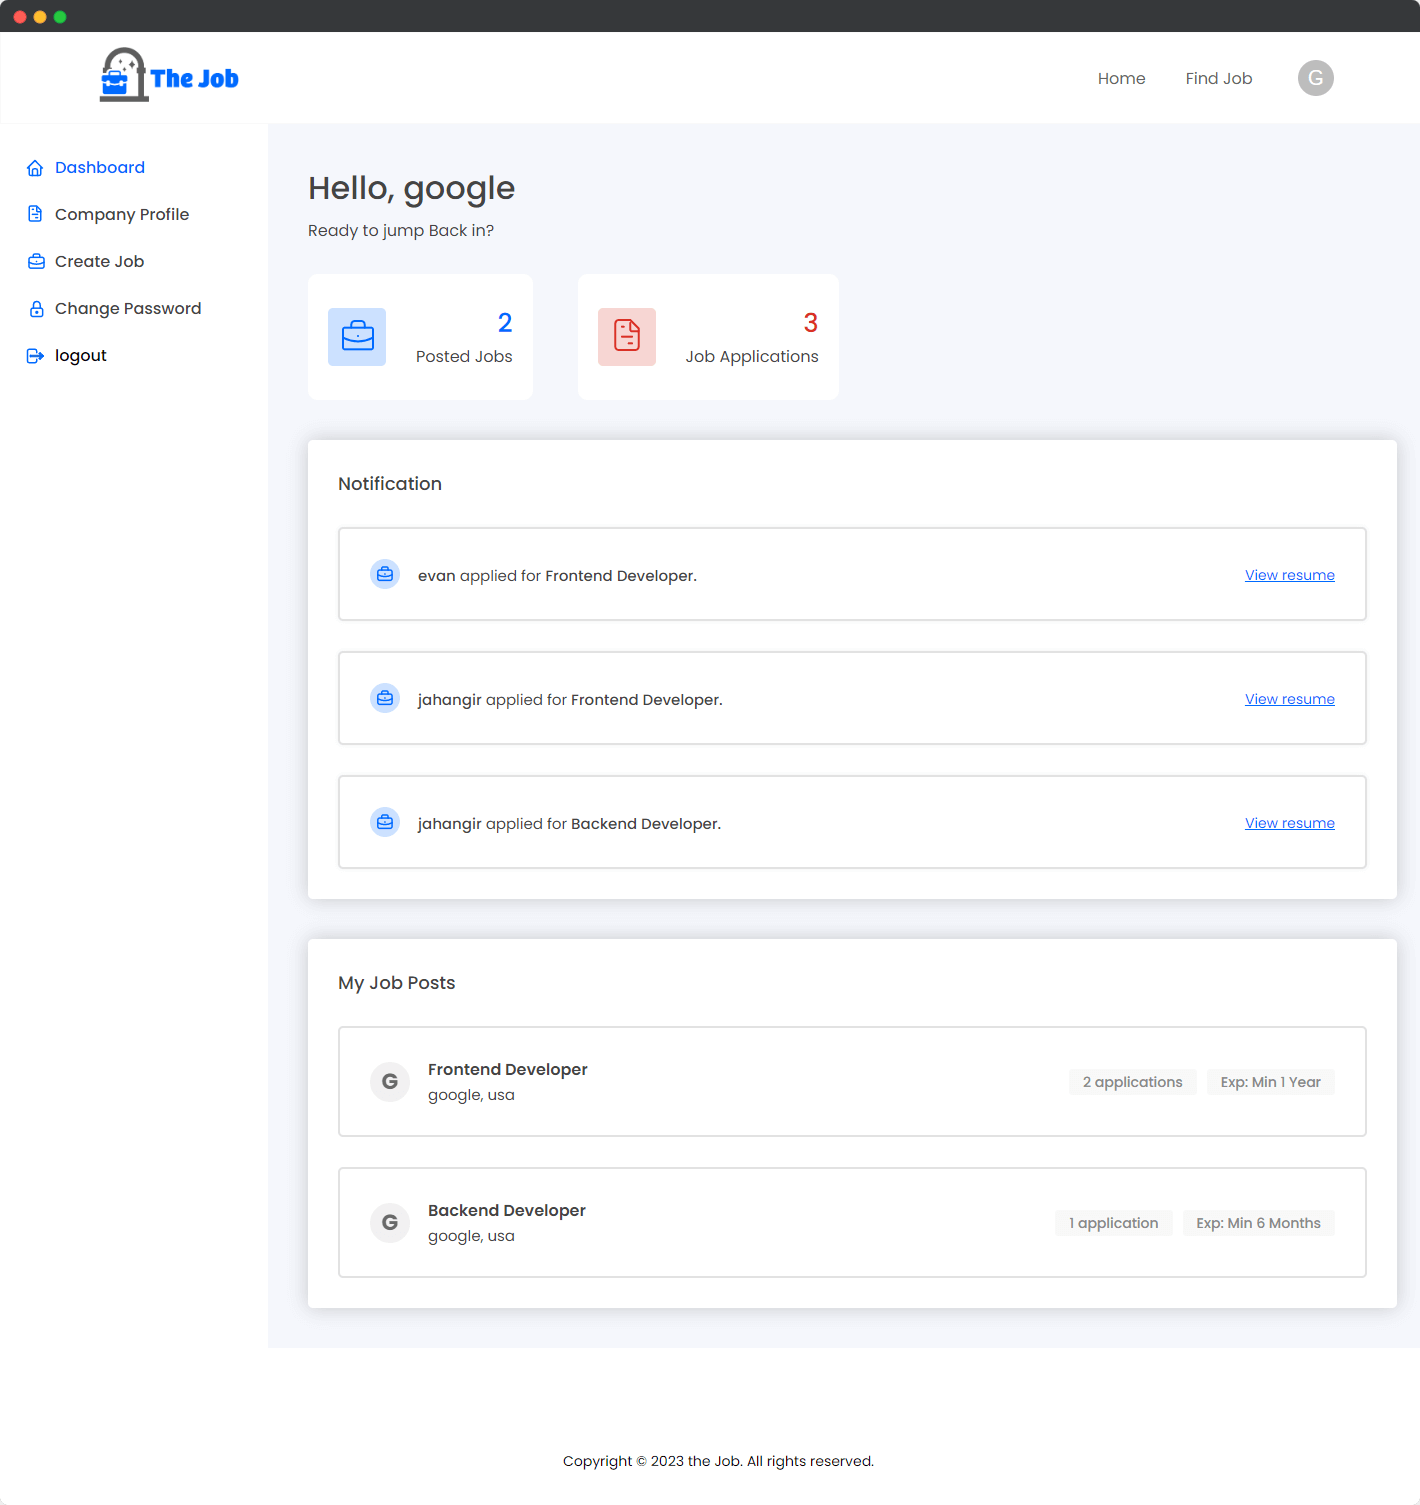 The Job
Home
Find Job
G
Dashboard
Company Profile
Create Job
Change Password
logout
Hello, google
Ready to jump Back in?
2
Posted Jobs
3
Job Applications
Notification
evan applied for Frontend Developer.
View resume
jahangir applied for Frontend Developer.
View resume
jahangir applied for Backend Developer.
View resume
My Job Posts
G
Frontend Developer
google, usa
2 applications
Exp: Min 1 Year
G
Backend Developer
google, usa
1 application
Exp: Min 6 Months
Copyright © 2023 the Job. All rights reserved.